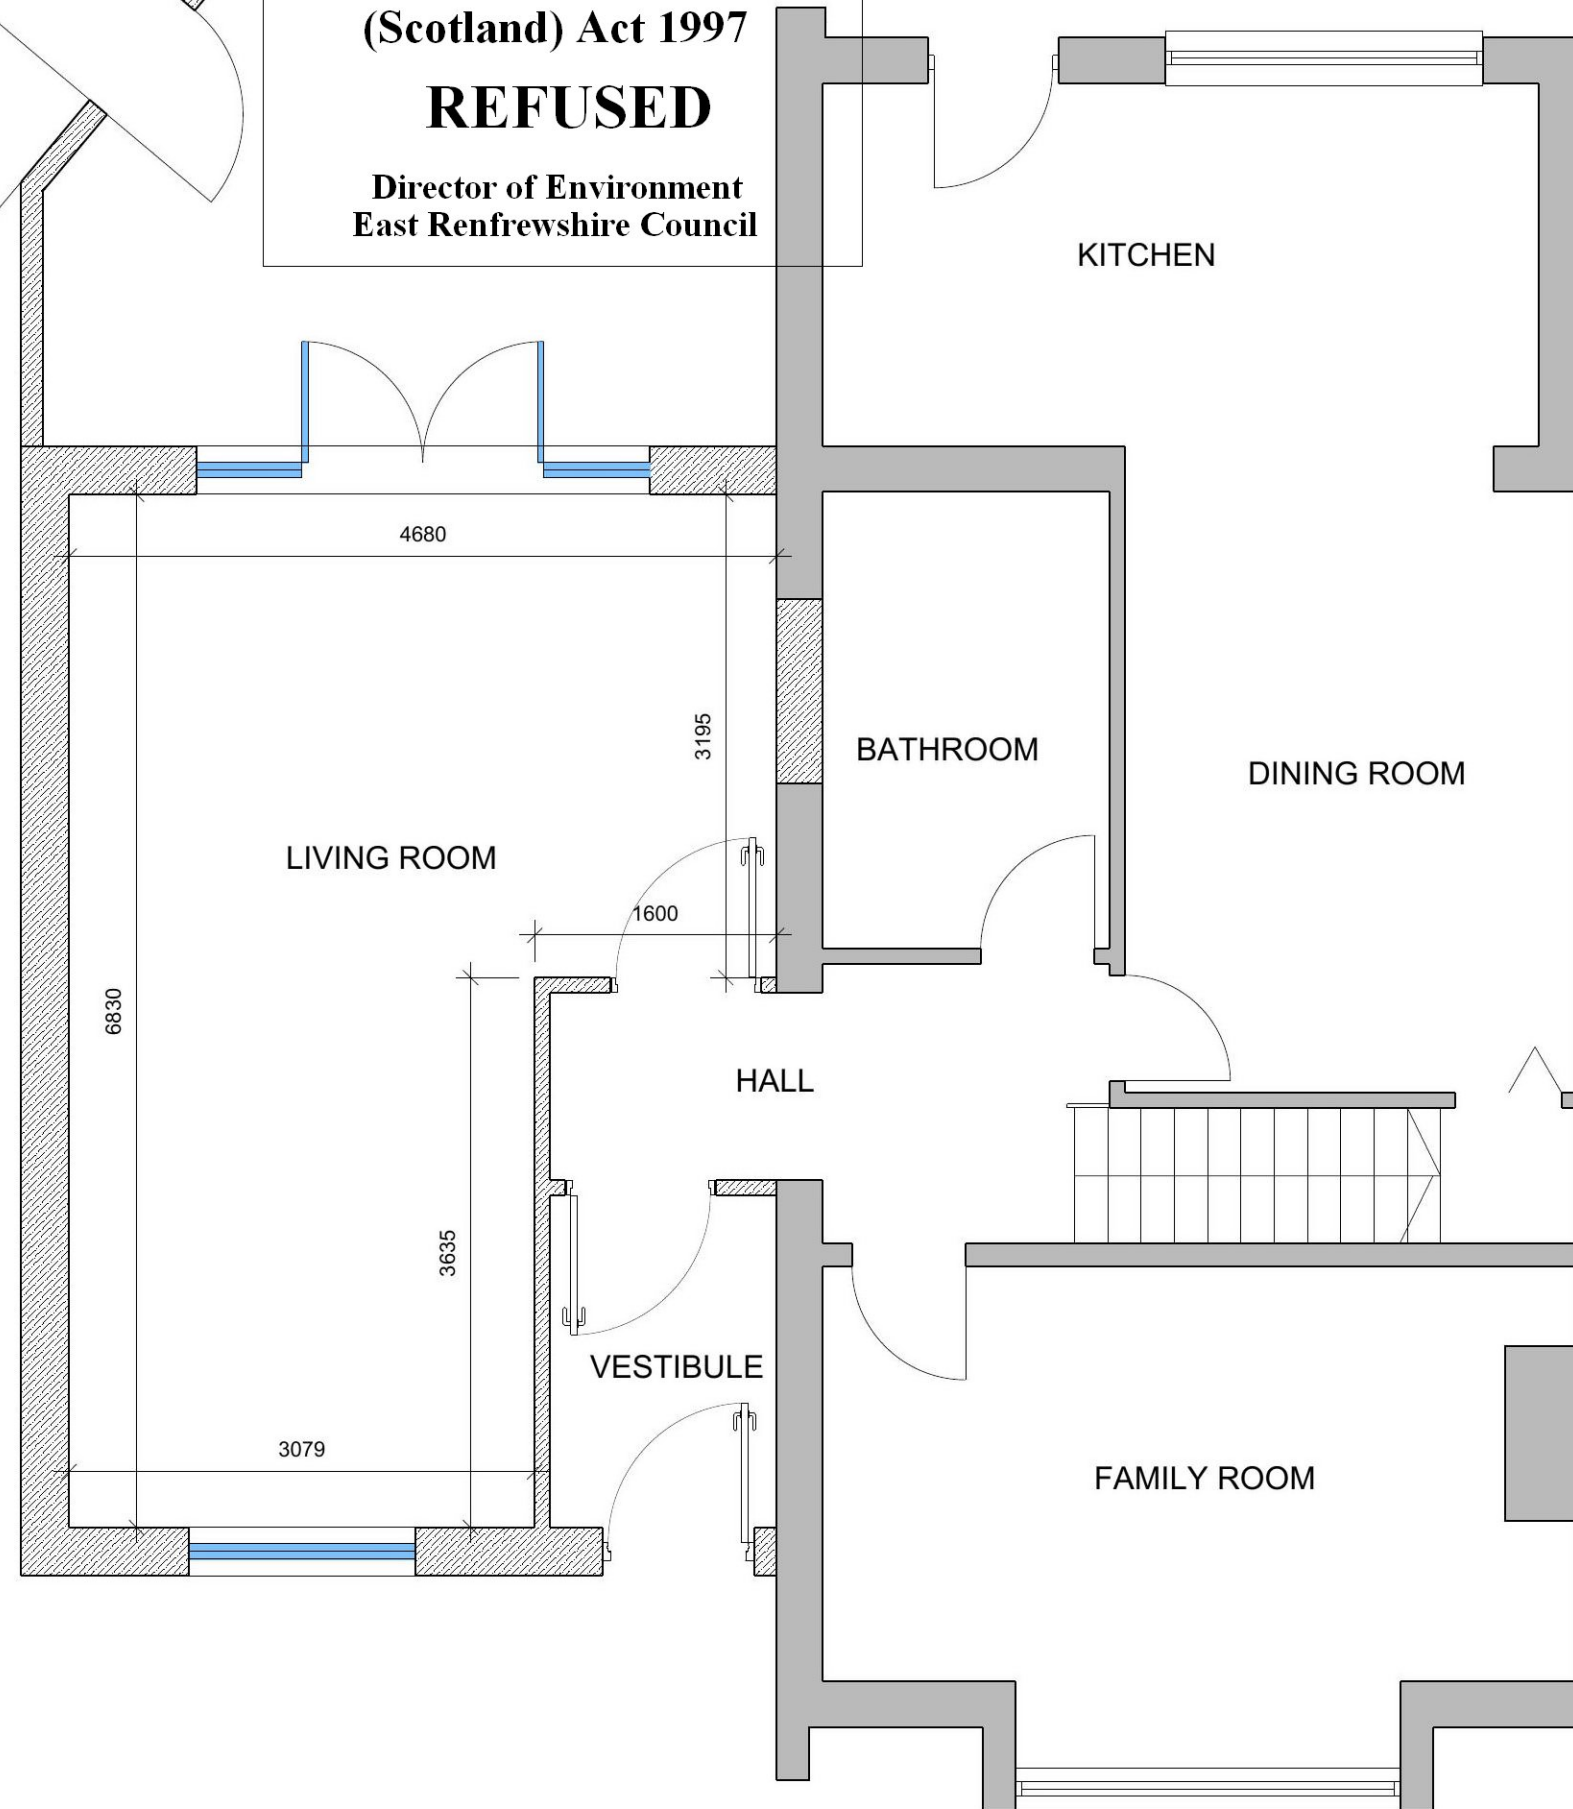 (Scotland) Act 1997
REFUSED
Director of Environment
East Renfrewshire Council
KITCHEN
4680
3195
BATHROOM
DINING ROOM
LIVING ROOM
1600
6830
HALL
3635
VESTIBULE
3079
FAMILY ROOM